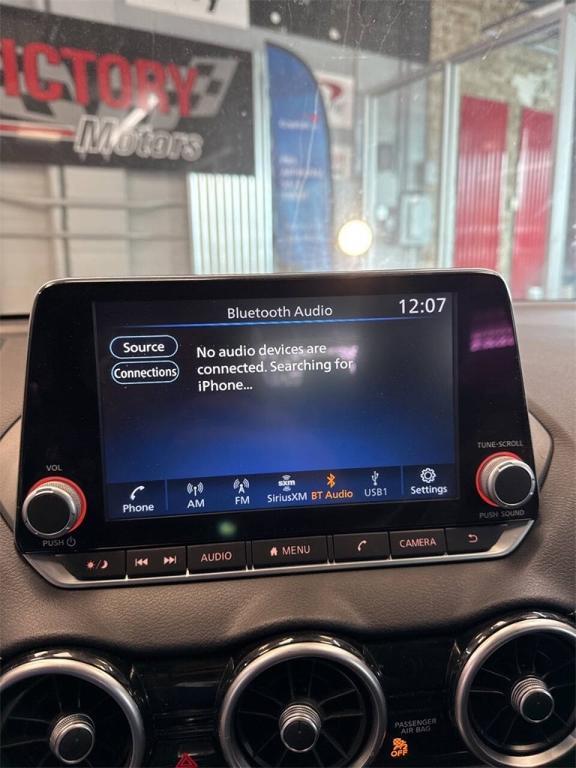 VICTORY
Motors
Bluetooth Audio
12:07
Source
Connections
No audio devices are
connected. Searching for
iPhone...
Phone
AM
FM
sxm
SiriusXM
BT Audio
USB1
Settings
VOL
PUSH
TUNE-SCROLL
PUSH SOUND
AUDIO
MENU
CAMERA
PASSENGER
AIR BAG
OFF